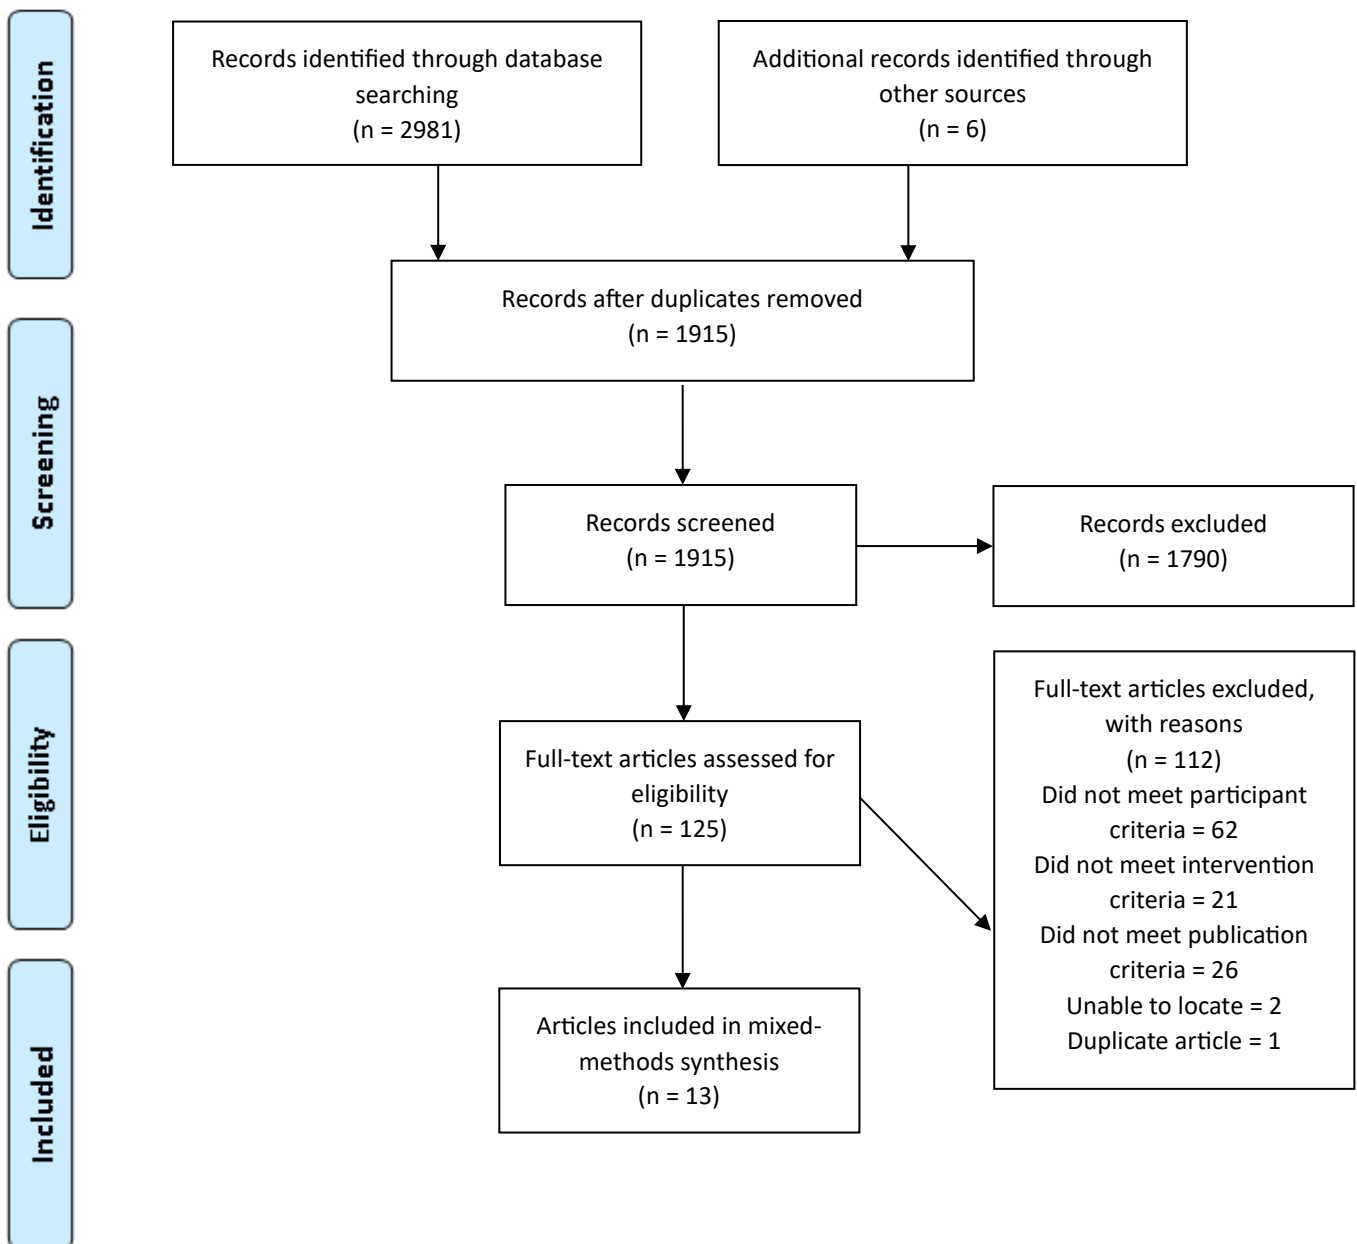 Identification
Records identified through database
searching
(n = 2981)
Additional records identified through
other sources
(n = 6)
Records after duplicates removed
(n = 1915)
Screening
Records screened
(n = 1915)
Records excluded
(n = 1790)
Eligibility
Full-text articles assessed for
eligibility
(n = 125)
Full-text articles excluded,
with reasons
(n = 112)
Did not meet participant
criteria = 62
Did not meet intervention
criteria = 21
Did not meet publication
criteria = 26
Unable to locate = 2
Duplicate article = 1
Included
Articles included in mixed-
methods synthesis
(n = 13)